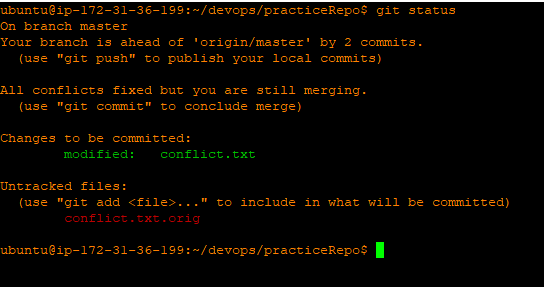 ubuntu@ip-172-31-36-199:~/devops/practiceRepo$ git status
On branch master
Your branch is ahead of 'origin/master' by 2 commits.
  (use "git push" to publish your local commits)
All conflicts fixed but you are still merging.
  (use "git commit" to conclude merge)
Changes to be committed:
        modified:   conflict.txt
Untracked files:
  (use "git add <file>..." to include in what will be committed)
        conflict.txt.orig
ubuntu@ip-172-31-36-199:~/devops/practiceRepo$